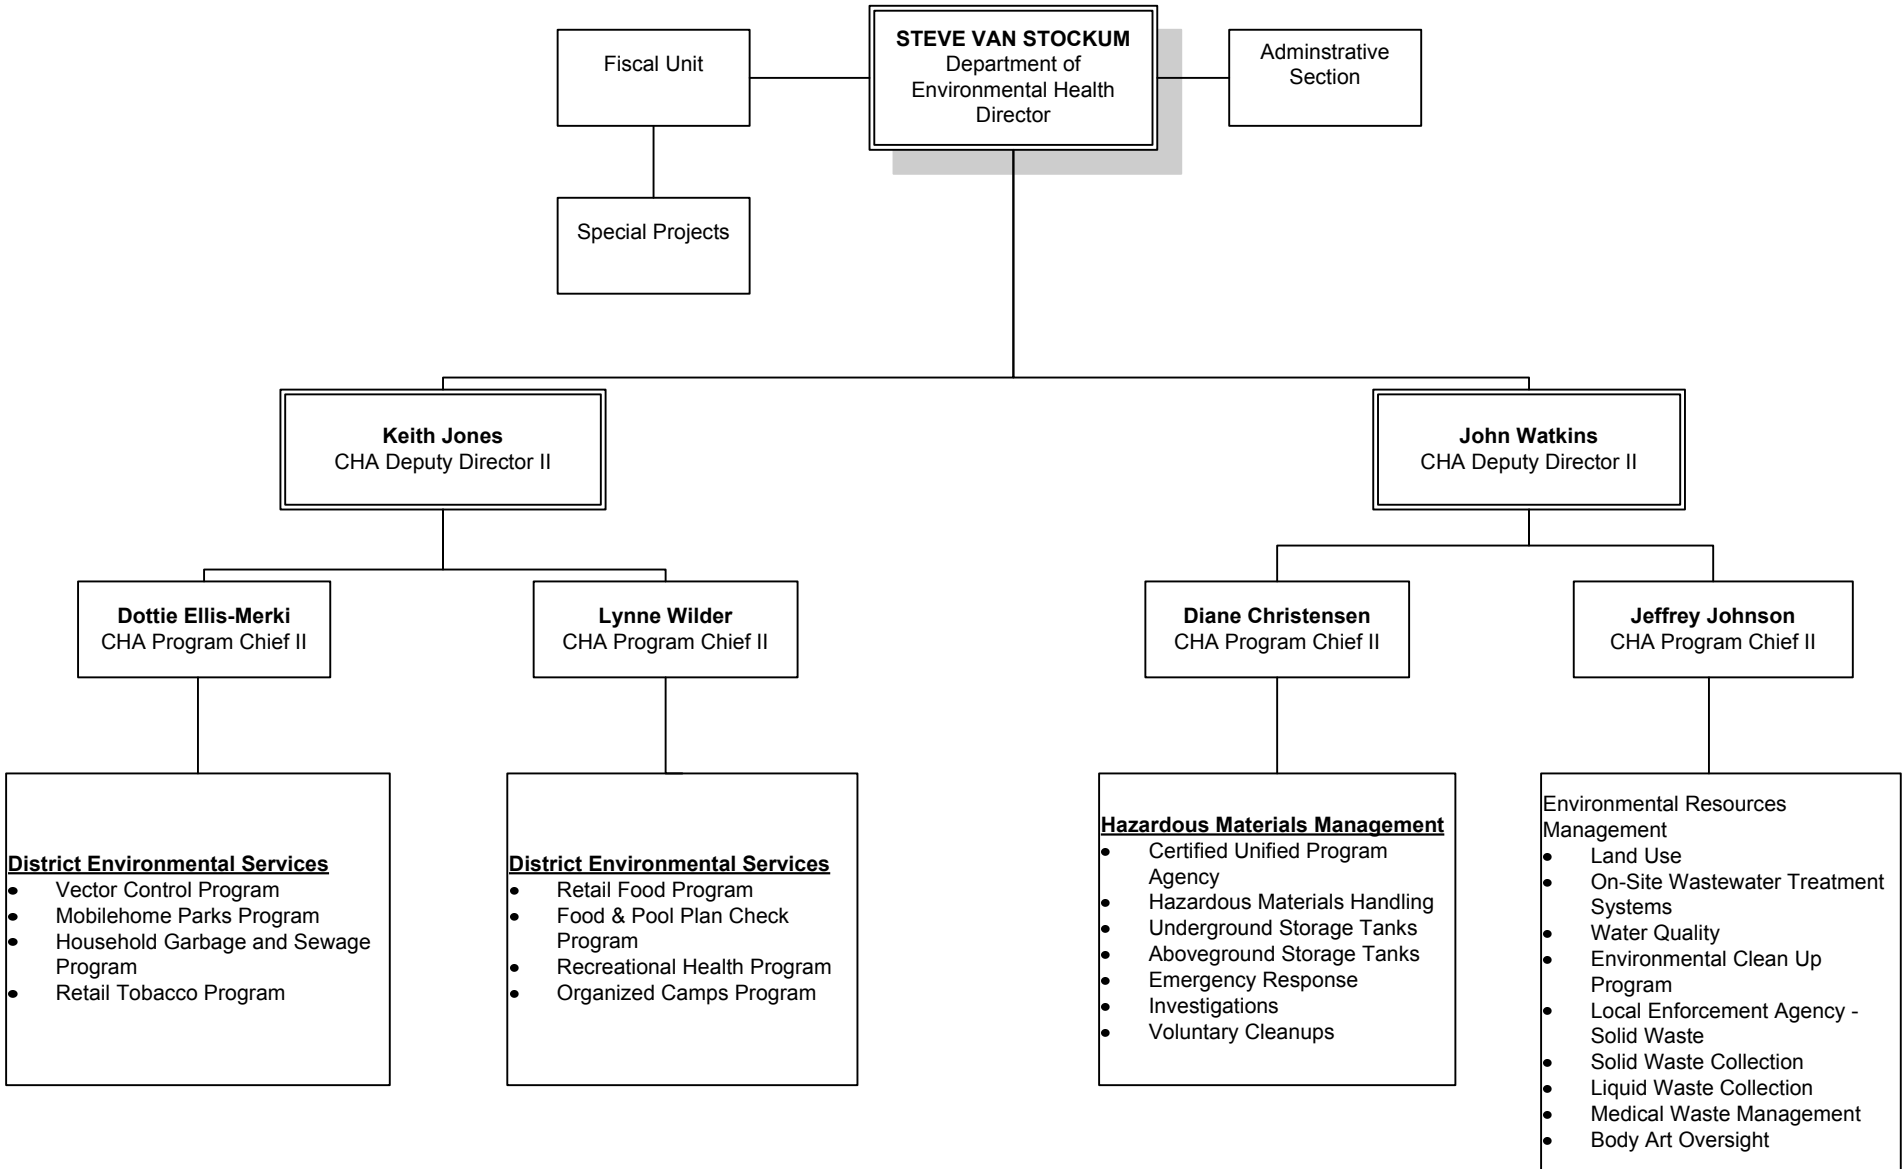 Fiscal Unit
STEVE VAN STOCKUM
Department of
Environmental Health
Director
Adminstrative
Section
Special Projects
Keith Jones
CHA Deputy Director II
John Watkins
CHA Deputy Director II
Dottie Ellis-Merki
CHA Program Chief II
Lynne Wilder
CHA Program Chief II
Diane Christensen
CHA Program Chief II
Jeffrey Johnson
CHA Program Chief II
District Environmental Services
• Vector Control Program
• Mobilehome Parks Program
• Household Garbage and Sewage
Program
• Retail Tobacco Program
District Environmental Services
• Retail Food Program
• Food & Pool Plan Check
Program
• Recreational Health Program
• Organized Camps Program
Hazardous Materials Management
• Certified Unified Program
Agency
• Hazardous Materials Handling
• Underground Storage Tanks
• Aboveground Storage Tanks
• Emergency Response
• Investigations
• Voluntary Cleanups
Environmental Resources
Management
• Land Use
• On-Site Wastewater Treatment
Systems
• Water Quality
• Environmental Clean Up
Program
• Local Enforcement Agency -
Solid Waste
• Solid Waste Collection
• Liquid Waste Collection
• Medical Waste Management
• Body Art Oversight